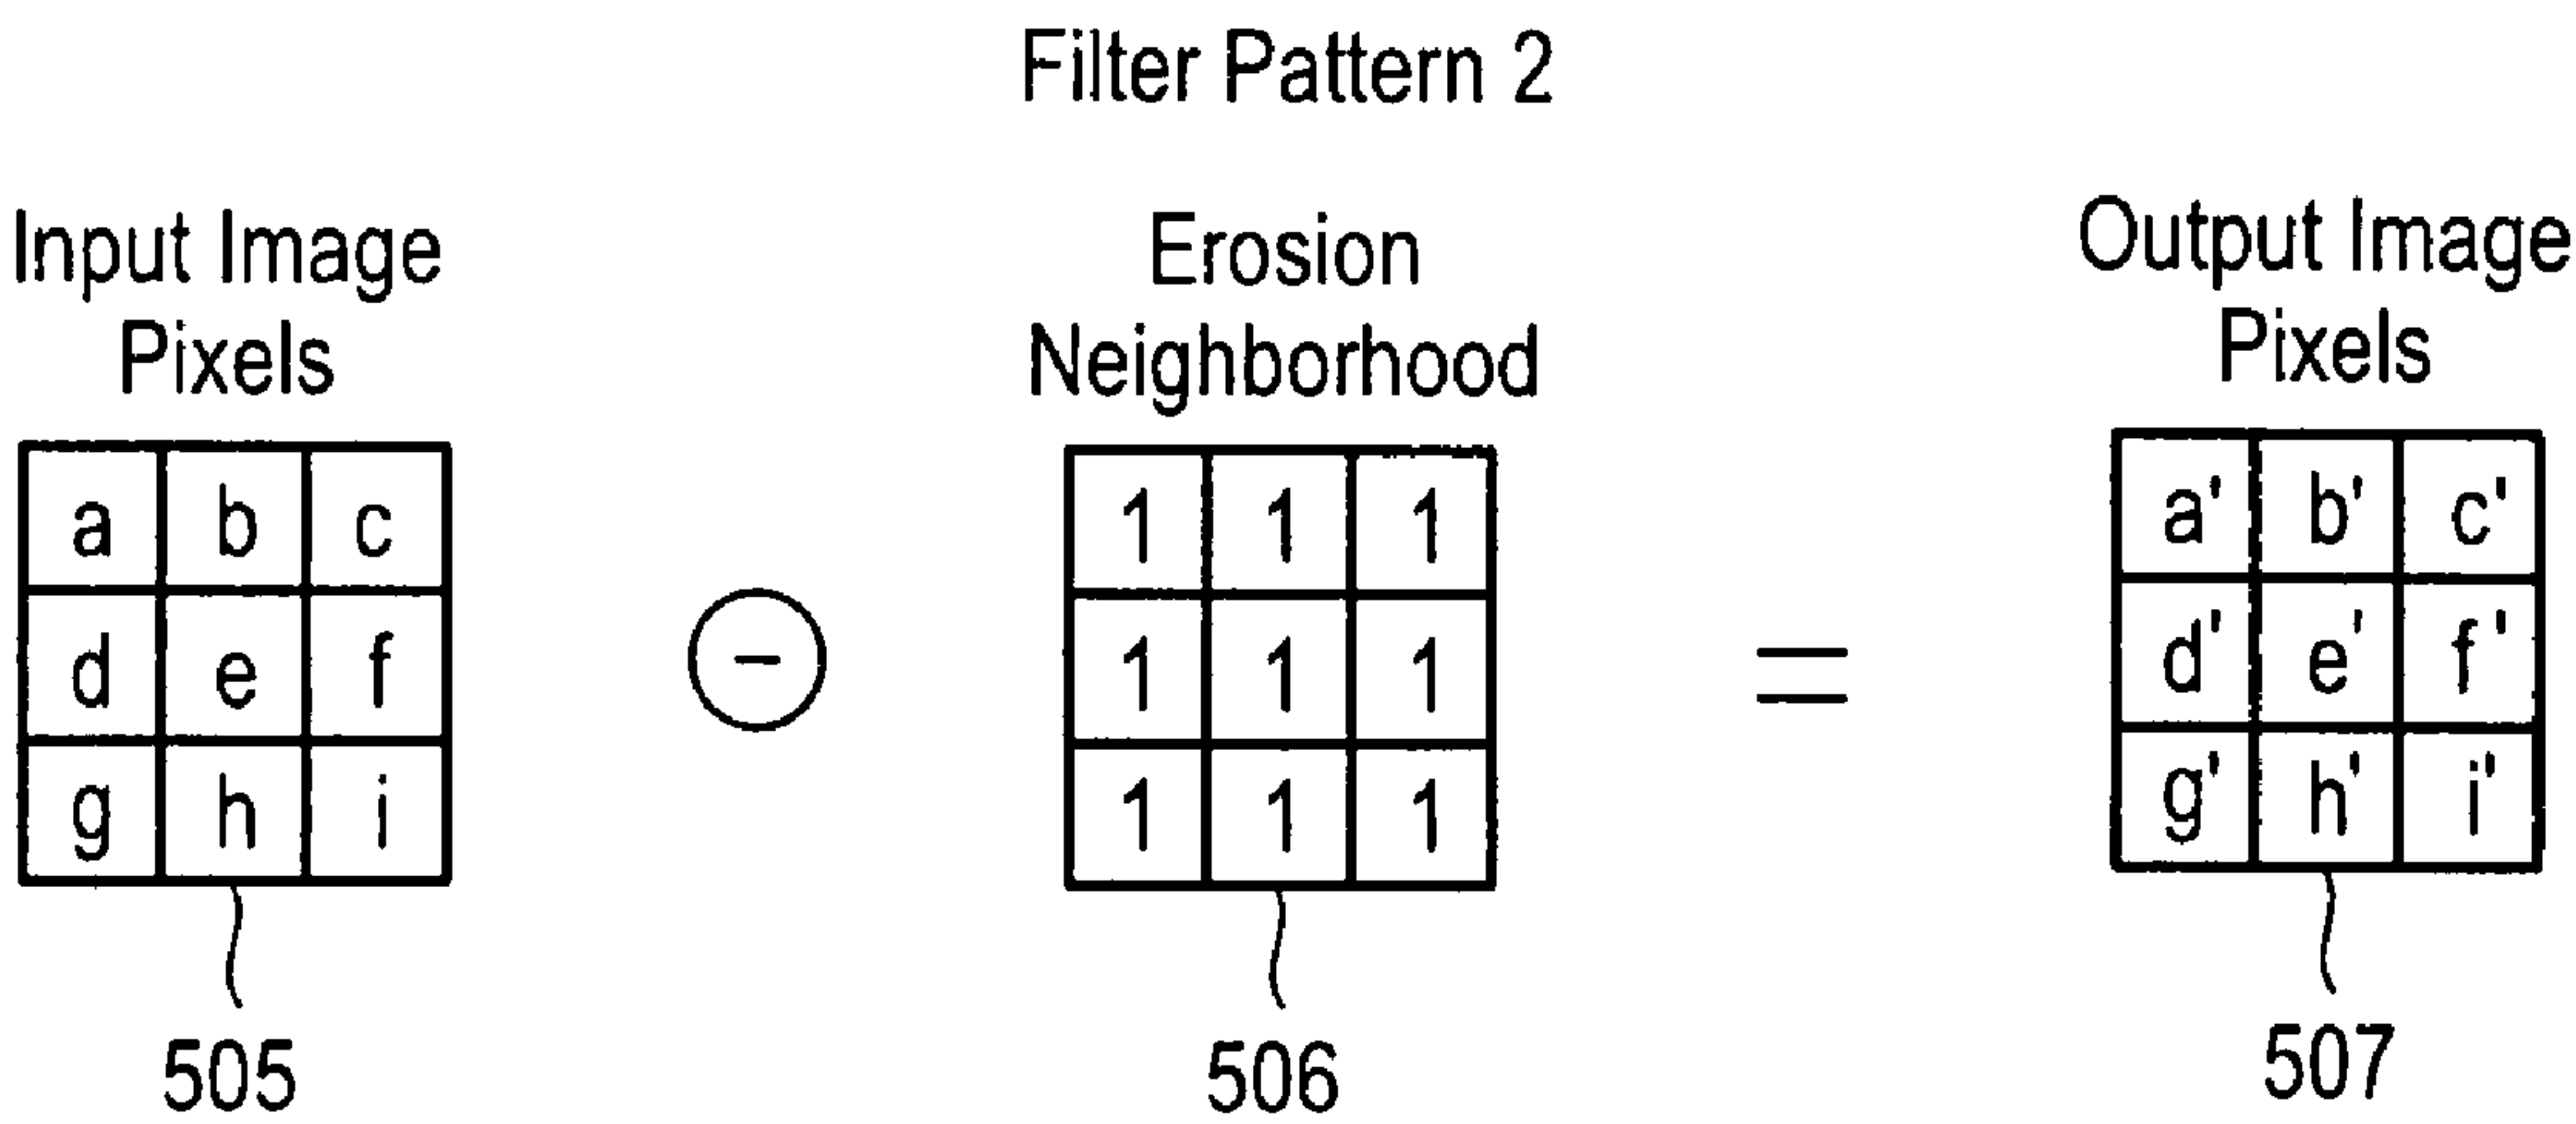 Filter Pattern 2
Input Image
Pixels
Erosion
Neighborhood
Output Image
Pixels
a b c
d e f
g h i
−
1 1 1
1 1 1
1 1 1
=
a' b' c'
d' e' f'
g' h' i'
505
506
507